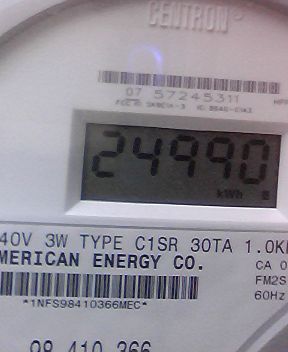 CENTRON®
07 57245311
24990
kWh
40V 3W TYPE C1SR 30TA 1.0K
MERICAN ENERGY CO.
CA 0
FM2S
60Hz
*1NFS98410366MEC*
98 410 366